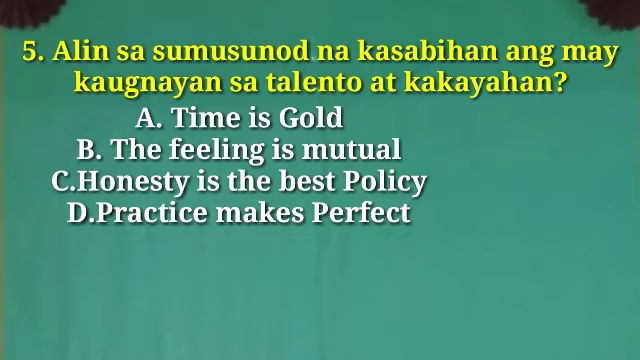 5. Alin sa sumusunod na kasabihan ang may
kaugnayan sa talento at kakayahan?
A. Time is Gold
B. The feeling is mutual
C.Honesty is the best Policy
D.Practice makes Perfect